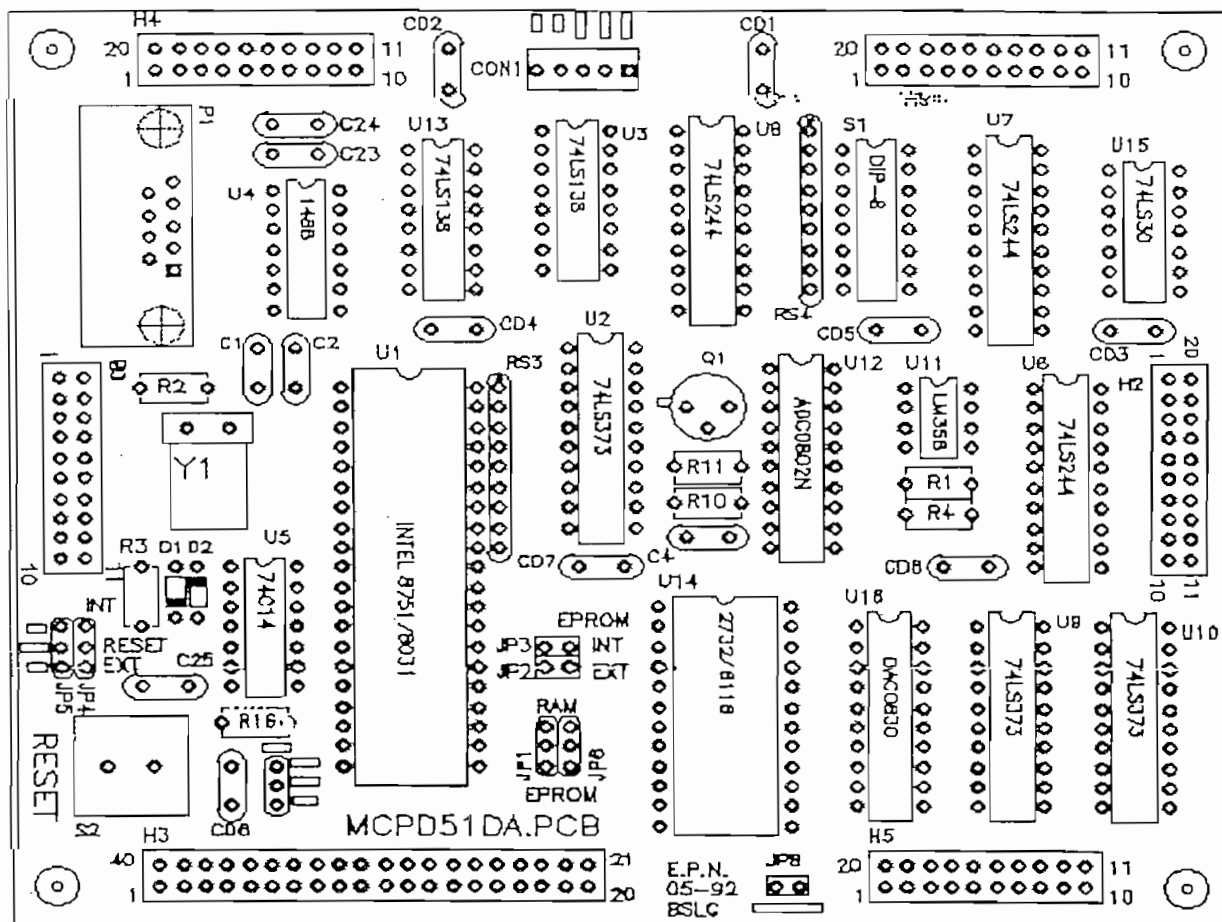 H4
20 11
1 10
CD2
CON1
CD1
20 11
1 10
P1
C24
C23
U13
74LS138
U3
74LS138
U8
74LS244
S1
DIP-8
U7
74LS244
U15
74LS30
U4
1488
RS4
CD4
CD5
CD3
C1
C2
U1
INTEL 8751/8031
RS3
U2
74LS373
Q1
U12
ADC0802N
U11
LM358
U6
74LS244
H2
1 20
10 11
1
R2
Y1
R11
R10
R1
R4
10 11
R3
D1
D2
U5
74C14
CD7
C4
CD8
INT
RESET
EXT
JP5
JP4
C25
EPROM
JP3 INT
JP2 EXT
U14
2732/6116
U16
DAC0830
U9
74LS373
U10
74LS373
R16
RAM
JP1
EPROM
RESET
CD6
MCPD51DA.PCB
H3
40 21
1 20
E.P.N.
05-92
BSLG
JP8
H5
20 11
1 10